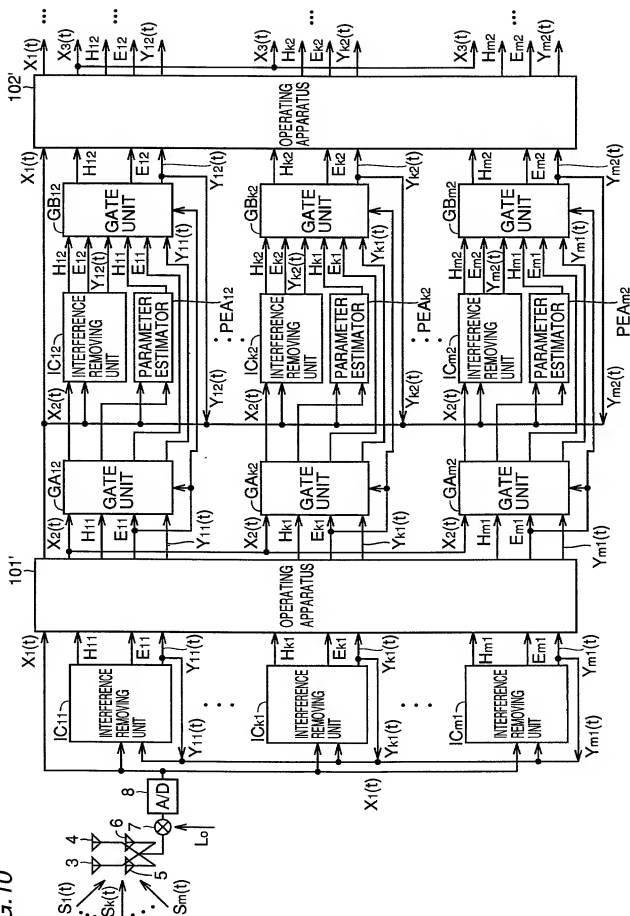 G.10
S1(t)
Sk(t)
Sm(t)
3
4
5
6
7
8
A/D
Lo
X1(t)
X1(t)
IC11
INTERFERENCE
REMOVING
UNIT
H11
E11
Y11(t)
Y11(t)
ICk1
INTERFERENCE
REMOVING
UNIT
Hk1
Ek1
Yk1(t)
Yk1(t)
ICm1
INTERFERENCE
REMOVING
UNIT
Hm1
Em1
Ym1(t)
Ym1(t)
101'
OPERATING
APPARATUS
X2(t)
H11
E11
Y11(t)
GA12
GATE
UNIT
X2(t)
IC12
INTERFERENCE
REMOVING
UNIT
PARAMETER
ESTIMATOR
PEA12
H12
E12
Y12(t)
H11
E11
Y11(t)
Y12(t)
GB12
GATE
UNIT
H12
E12
Y12(t)
X2(t)
Hk1
Ek1
Yk1(t)
GAk2
GATE
UNIT
X2(t)
ICk2
INTERFERENCE
REMOVING
UNIT
PARAMETER
ESTIMATOR
PEAk2
Hk2
Ek2
Yk2(t)
Hk1
Ek1
Yk1(t)
Yk2(t)
GBk2
GATE
UNIT
Hk2
Ek2
Yk2(t)
X2(t)
Hm1
Em1
Ym1(t)
GAm2
GATE
UNIT
X2(t)
ICm2
INTERFERENCE
REMOVING
UNIT
PARAMETER
ESTIMATOR
PEAm2
Hm2
Em2
Ym2(t)
Hm1
Em1
Ym1(t)
Ym2(t)
GBm2
GATE
UNIT
Hm2
Em2
Ym2(t)
X1(t)
102'
OPERATING
APPARATUS
X1(t)
X3(t)
H12
E12
Y12(t)
X3(t)
Hk2
Ek2
Yk2(t)
X3(t)
Hm2
Em2
Ym2(t)